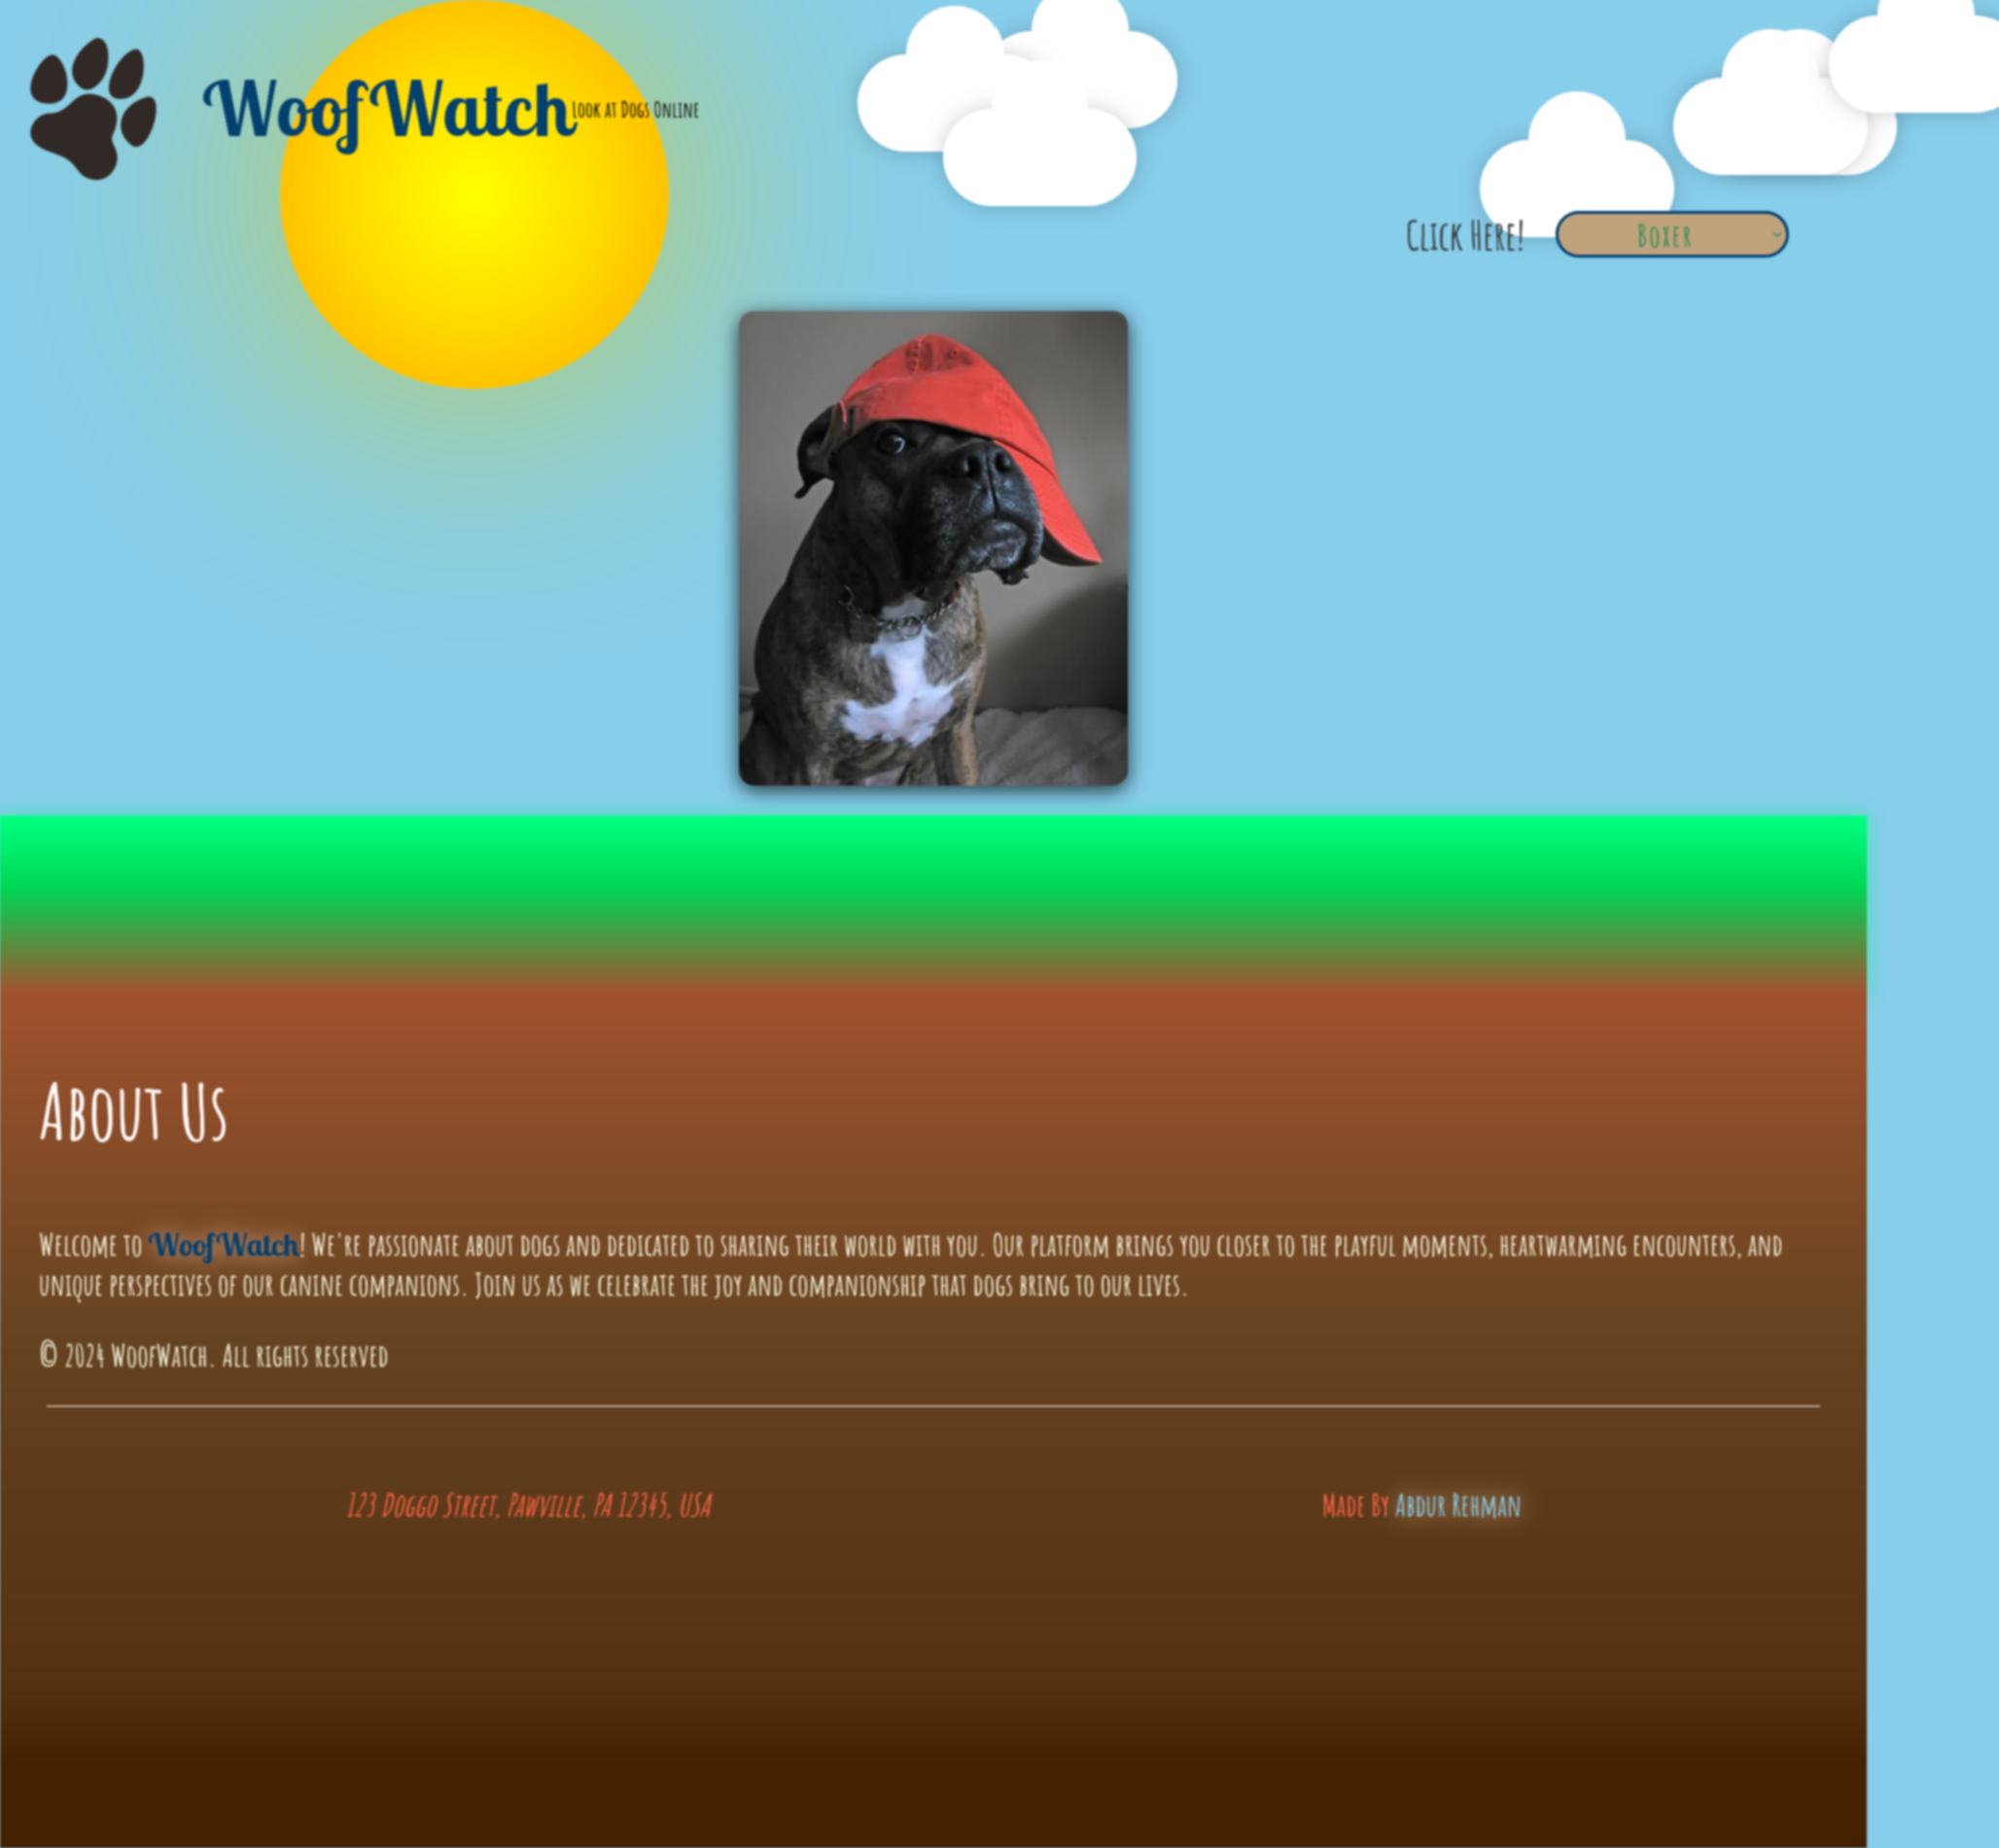 WoofWatch
Look at Dogs Online
Click Here!
Boxer
About Us
Welcome to WoofWatch! We're passionate about dogs and dedicated to sharing their world with you. Our platform brings you closer to the playful moments, heartwarming encounters, and
unique perspectives of our canine companions. Join us as we celebrate the joy and companionship that dogs bring to our lives.
© 2024 WoofWatch. All rights reserved
123 Doggo Street, Pawville, PA 12345, USA
Made By Abdur Rehman